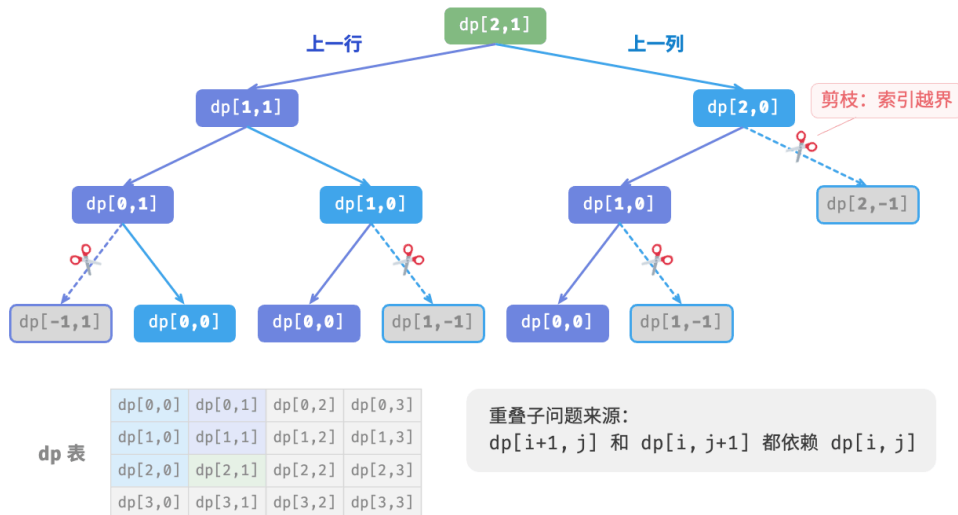 dp[2,1]
上一行
上一列
dp[1,1]
dp[2,0]
剪枝：索引越界
dp[0,1]
dp[1,0]
dp[1,0]
dp[2,-1]
dp[-1,1]
dp[0,0]
dp[0,0]
dp[1,-1]
dp[0,0]
dp[1,-1]
dp 表
dp[0,0] dp[0,1] dp[0,2] dp[0,3]
dp[1,0] dp[1,1] dp[1,2] dp[1,3]
dp[2,0] dp[2,1] dp[2,2] dp[2,3]
dp[3,0] dp[3,1] dp[3,2] dp[3,3]
重叠子问题来源：
dp[i+1,j] 和 dp[i,j+1] 都依赖 dp[i,j]